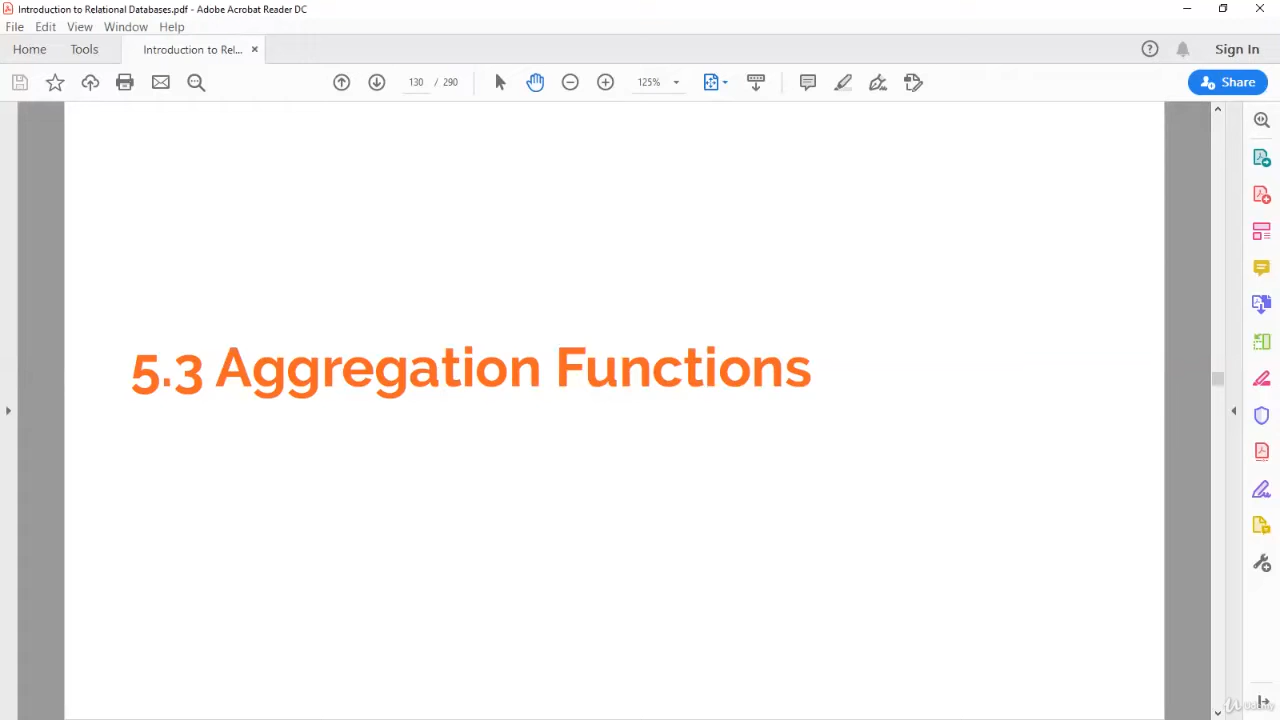 Introduction to Relational Databases.pdf - Adobe Acrobat Reader DC
File Edit View Window Help
Home Tools Introduction to Rel... × Sign In
130 / 290 125% Share
5.3 Aggregation Functions
Udemy